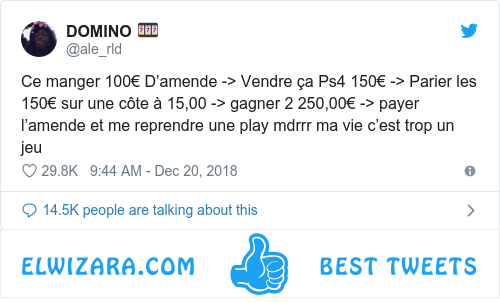 DOMINO 🎰
@ale_rld
Ce manger 100€ D’amende -> Vendre ça Ps4 150€ -> Parier les
150€ sur une côte à 15,00 -> gagner 2 250,00€ -> payer
l’amende et me reprendre une play mdrrr ma vie c’est trop un
jeu
29.8K 9:44 AM - Dec 20, 2018
14.5K people are talking about this
ELWIZARA.COM BEST TWEETS